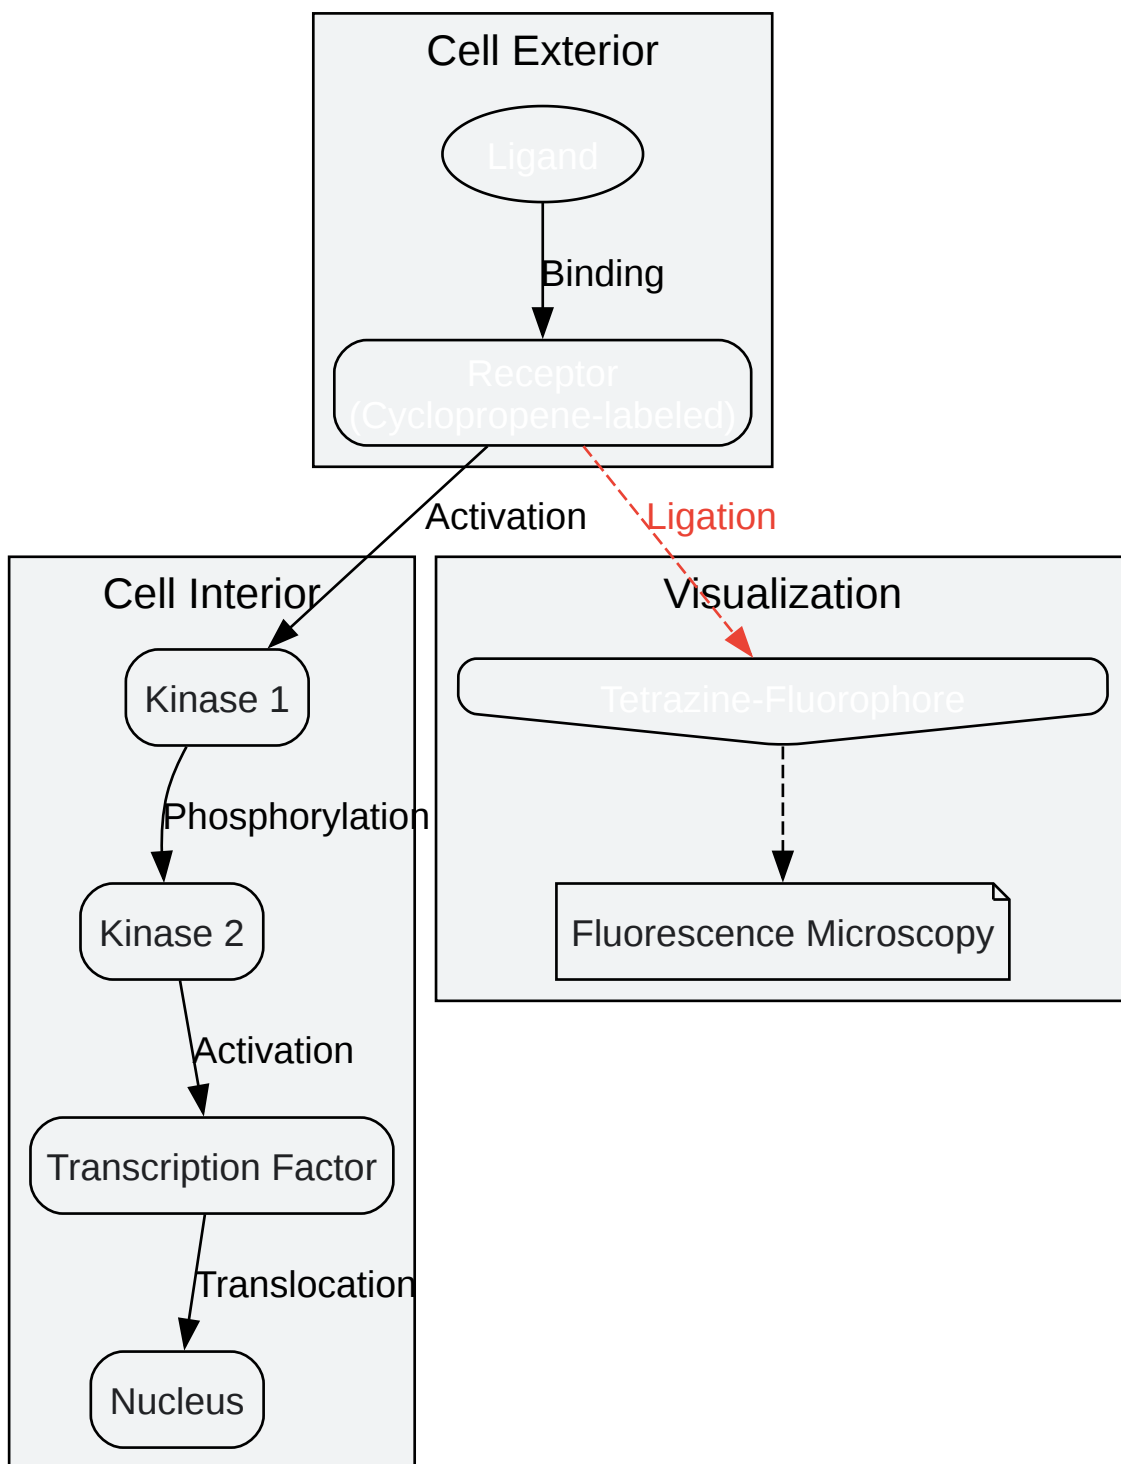 Cell Exterior
Ligand
Binding
Receptor
(Cyclopropene-labeled)
Activation
Ligation
Cell Interior
Visualization
Kinase 1
Tetrazine-Fluorophore
Phosphorylation
Kinase 2
Fluorescence Microscopy
Activation
Transcription Factor
Translocation
Nucleus